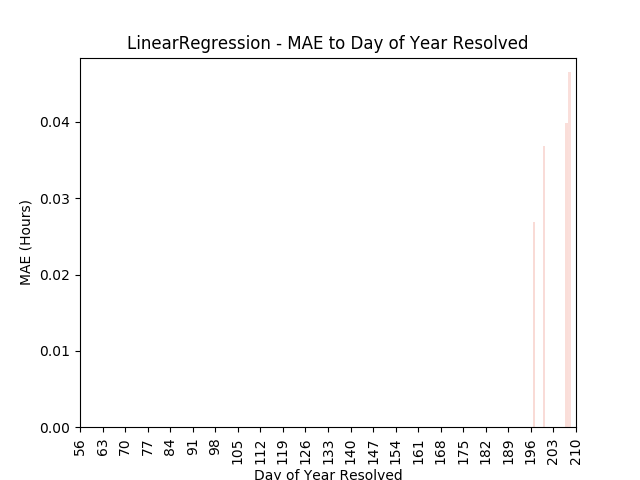 LinearRegression - MAE to Day of Year Resolved
MAE (Hours)
0.04
0.03
0.02
0.01
0.00
56 63 70 77 84 91 98 105 112 119 126 133 140 147 154 161 168 175 182 189 196 203 210
Day of Year Resolved